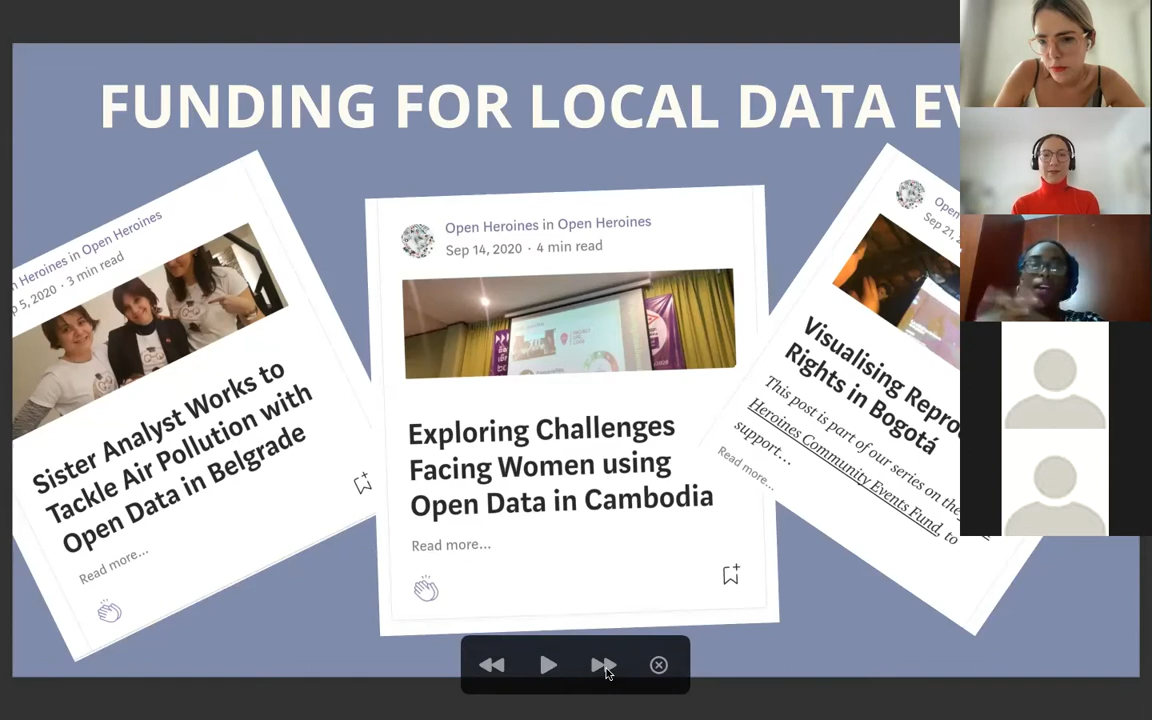 FUNDING FOR LOCAL DATA
Heroines in Open Heroines
5, 2020 · 3 min read
Sister Analyst Works to
Tackle Air Pollution with
Open Data in Belgrade
Read more...
Open Heroines in Open Heroines
Sep 14, 2020 · 4 min read
Exploring Challenges
Facing Women using
Open Data in Cambodia
Read more...
Sep 21,
Visualising
Rights in Bogotá
This post is part of our series on the
Heroines Community Events Fund, to
support...
Read more...